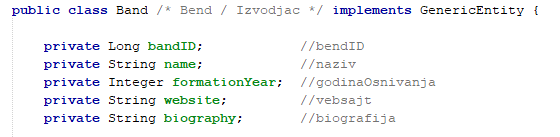 public class Band /* Bend / Izvodjac */ implements GenericEntity {
private Long bandID; //bendID
private String name; //naziv
private Integer formationYear; //godinaOsnivanja
private String website; //vebsajt
private String biography; //biografija